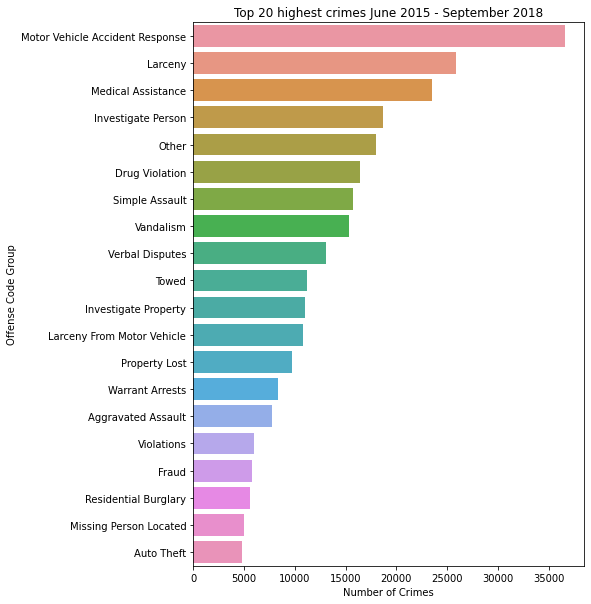 Top 20 highest crimes June 2015 - September 2018
Offense Code Group
Motor Vehicle Accident Response
Larceny
Medical Assistance
Investigate Person
Other
Drug Violation
Simple Assault
Vandalism
Verbal Disputes
Towed
Investigate Property
Larceny From Motor Vehicle
Property Lost
Warrant Arrests
Aggravated Assault
Violations
Fraud
Residential Burglary
Missing Person Located
Auto Theft
0 5000 10000 15000 20000 25000 30000 35000
Number of Crimes